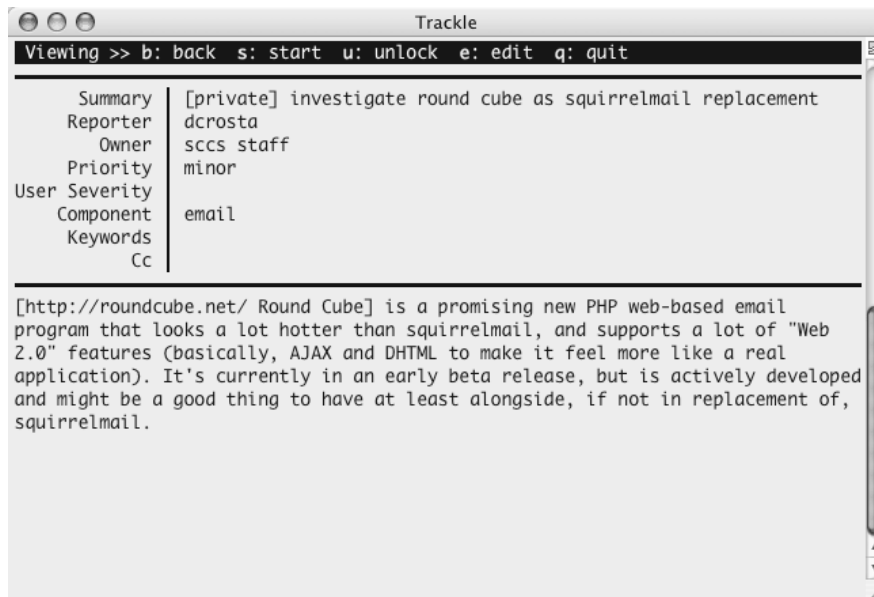 Trackle
Viewing >> b: back s: start u: unlock e: edit q: quit
Summary [private] investigate round cube as squirrelmail replacement
Reporter dcrosta
Owner sccs staff
Priority minor
User Severity
Component email
Keywords
Cc
[http://roundcube.net/ Round Cube] is a promising new PHP web-based email
program that looks a lot hotter than squirrelmail, and supports a lot of "Web
2.0" features (basically, AJAX and DHTML to make it feel more like a real
application). It's currently in an early beta release, but is actively developed
and might be a good thing to have at least alongside, if not in replacement of,
squirrelmail.